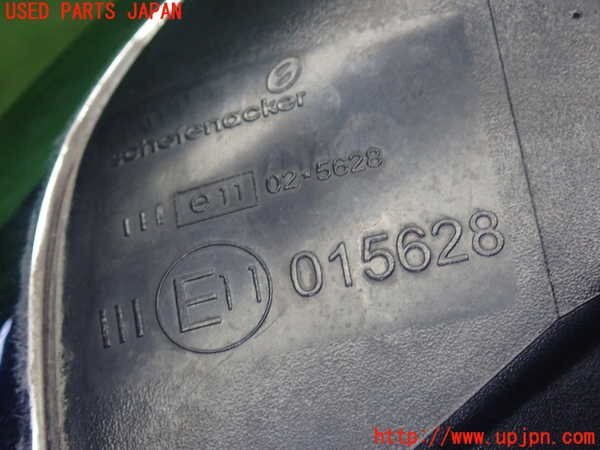 USED PARTS JAPAN
schefenacker
III e11 02*5628
III E11 015628
http://www.upjpn.com/